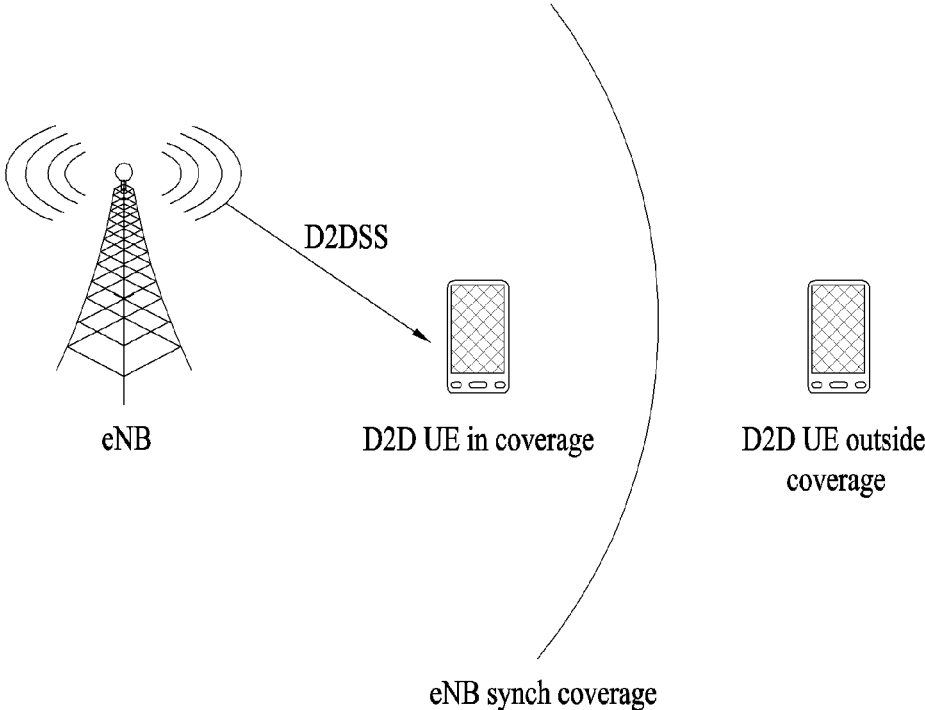 D2DSS
eNB
D2D UE in coverage
D2D UE outside
coverage
eNB synch coverage